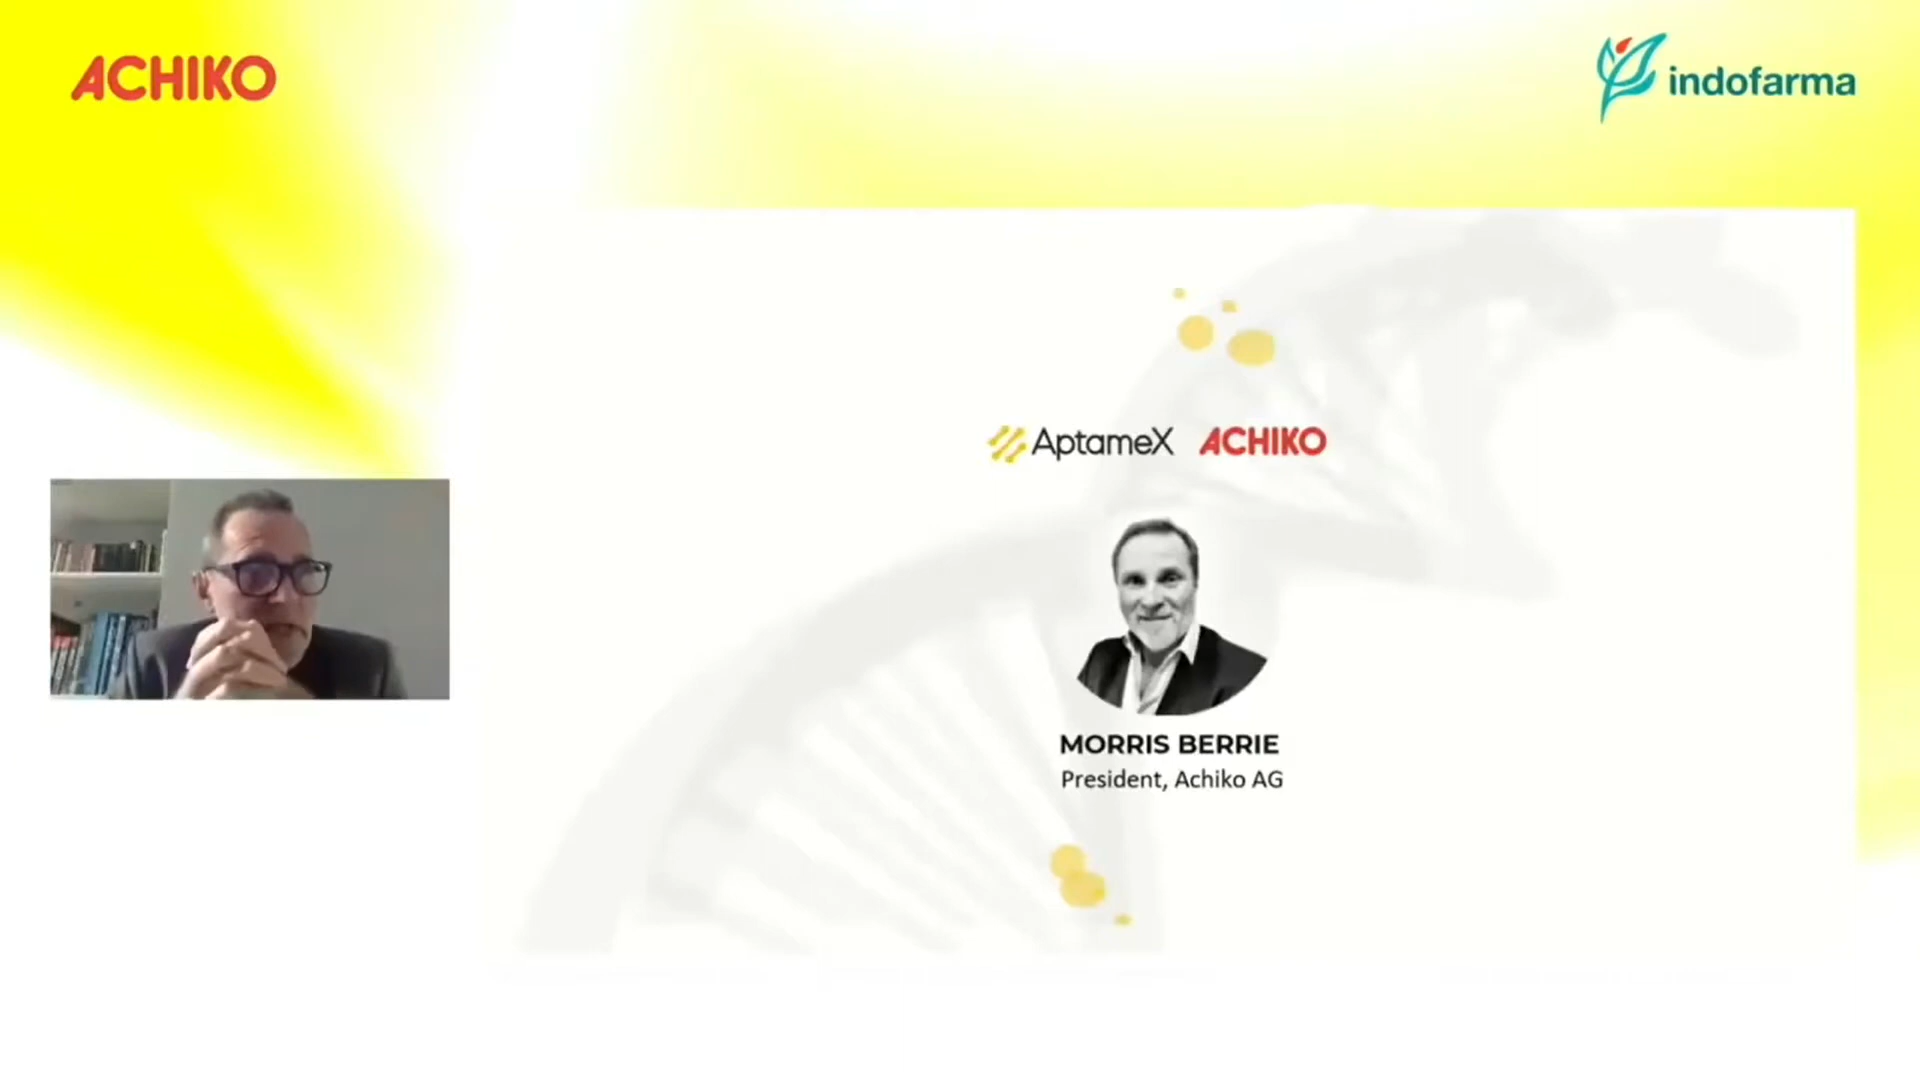 ACHIKO
indofarma
AptameX ACHIKO
MORRIS BERRIE
President, Achiko AG